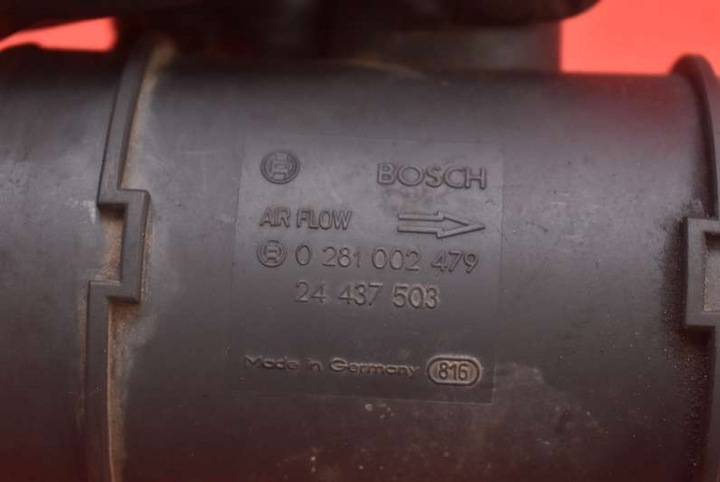 BOSCH
AIR FLOW
0 281 002 479
24 437 503
Made in Germany 816